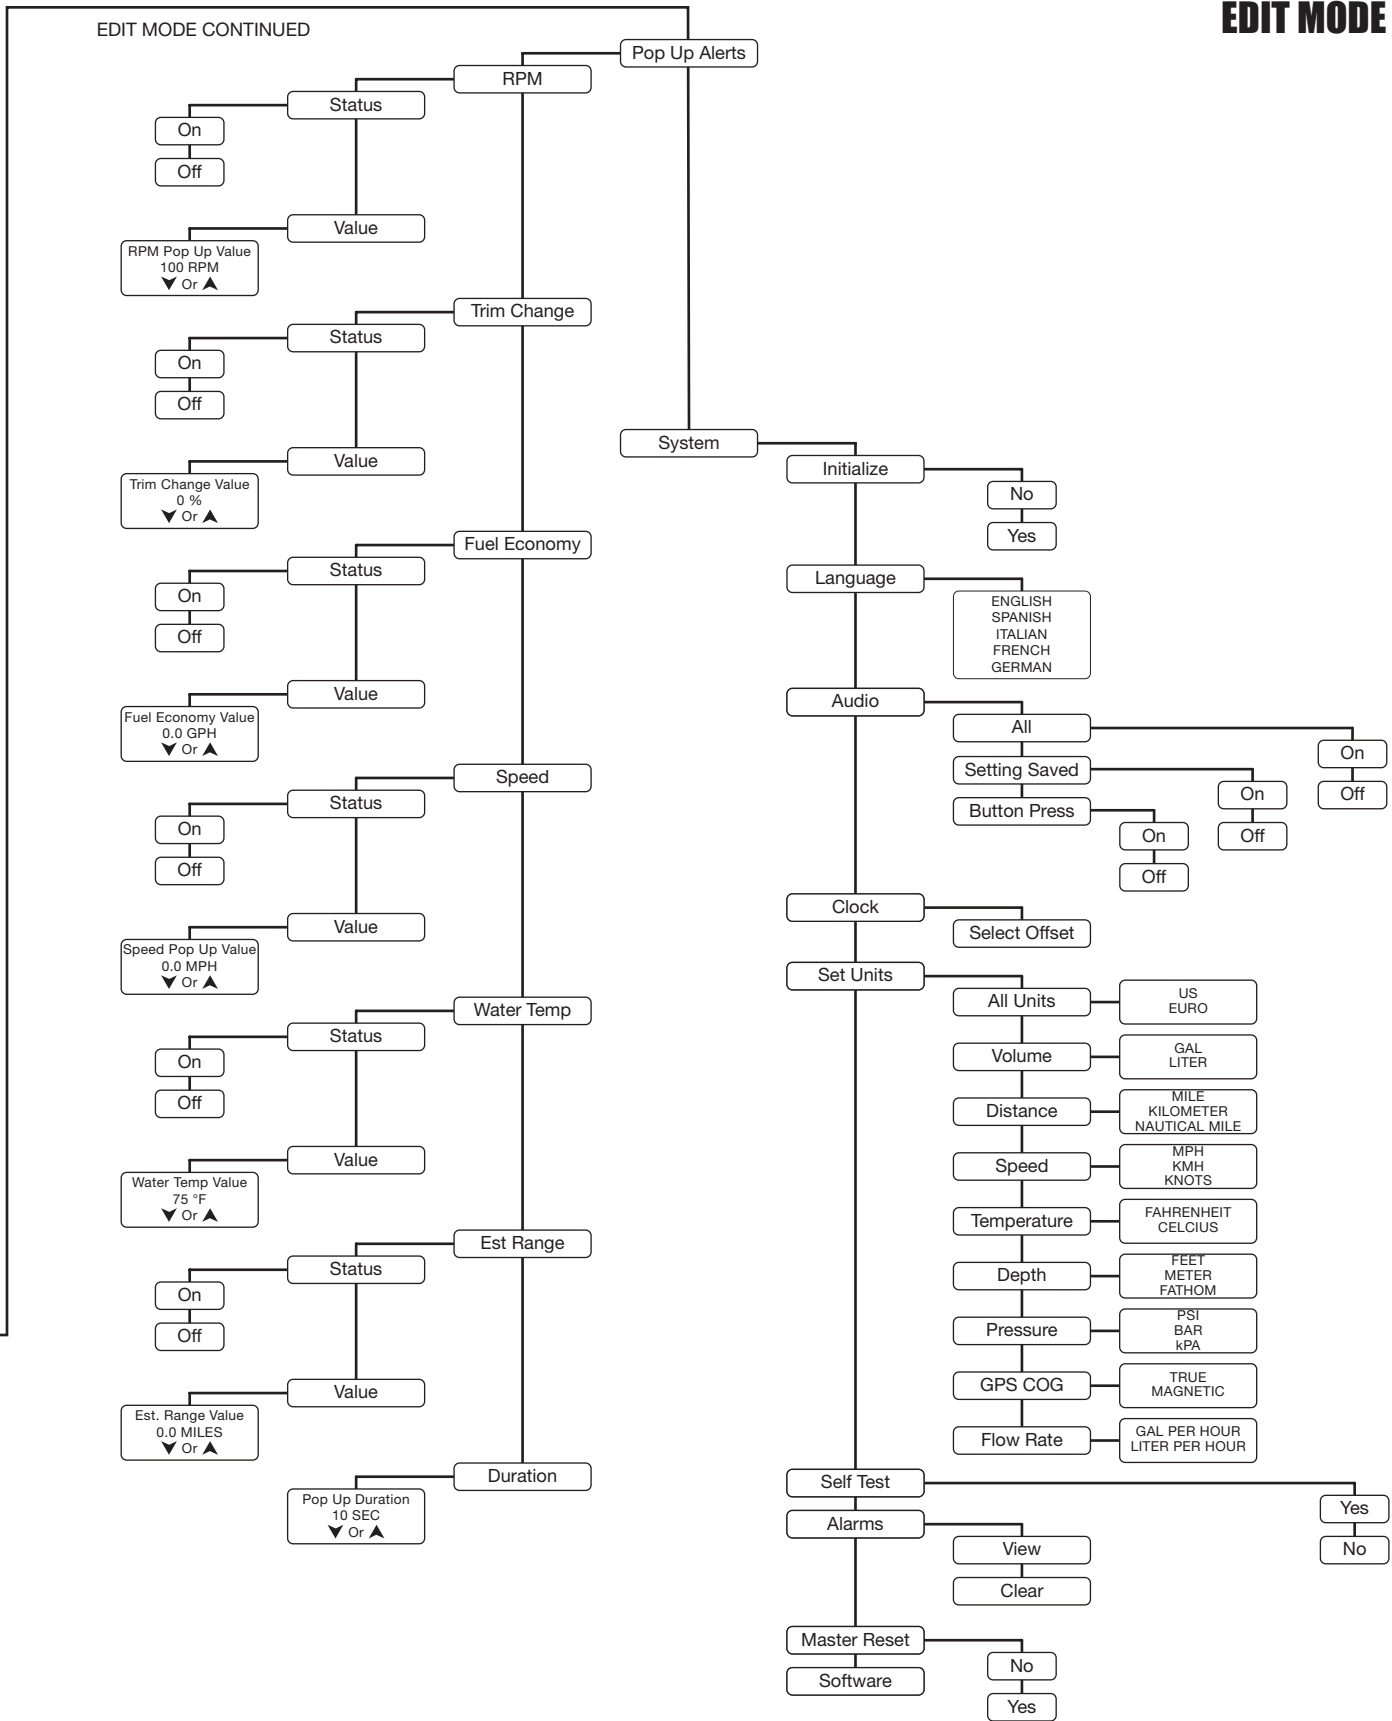 EDIT MODE
EDIT MODE CONTINUED
Pop Up Alerts
RPM
Status
On
Off
Value
RPM Pop Up Value
100 RPM
Or
Trim Change
Status
On
Off
Value
Trim Change Value
0 %
Or
Fuel Economy
Status
On
Off
Value
Fuel Economy Value
0.0 GPH
Or
Speed
Status
On
Off
Value
Speed Pop Up Value
0.0 MPH
Or
Water Temp
Status
On
Off
Value
Water Temp Value
75 °F
Or
Est Range
Status
On
Off
Value
Est. Range Value
0.0 MILES
Or
Duration
Pop Up Duration
10 SEC
Or
System
Initialize
No
Yes
Language
ENGLISH
SPANISH
ITALIAN
FRENCH
GERMAN
Audio
All
On
Off
Setting Saved
On
Off
Button Press
On
Off
Clock
Select Offset
Set Units
All Units
US
EURO
Volume
GAL
LITER
Distance
MILE
KILOMETER
NAUTICAL MILE
Speed
MPH
KMH
KNOTS
Temperature
FAHRENHEIT
CELCIUS
Depth
FEET
METER
FATHOM
Pressure
PSI
BAR
kPA
GPS COG
TRUE
MAGNETIC
Flow Rate
GAL PER HOUR
LITER PER HOUR
Self Test
Yes
No
Alarms
View
Clear
Master Reset
No
Yes
Software